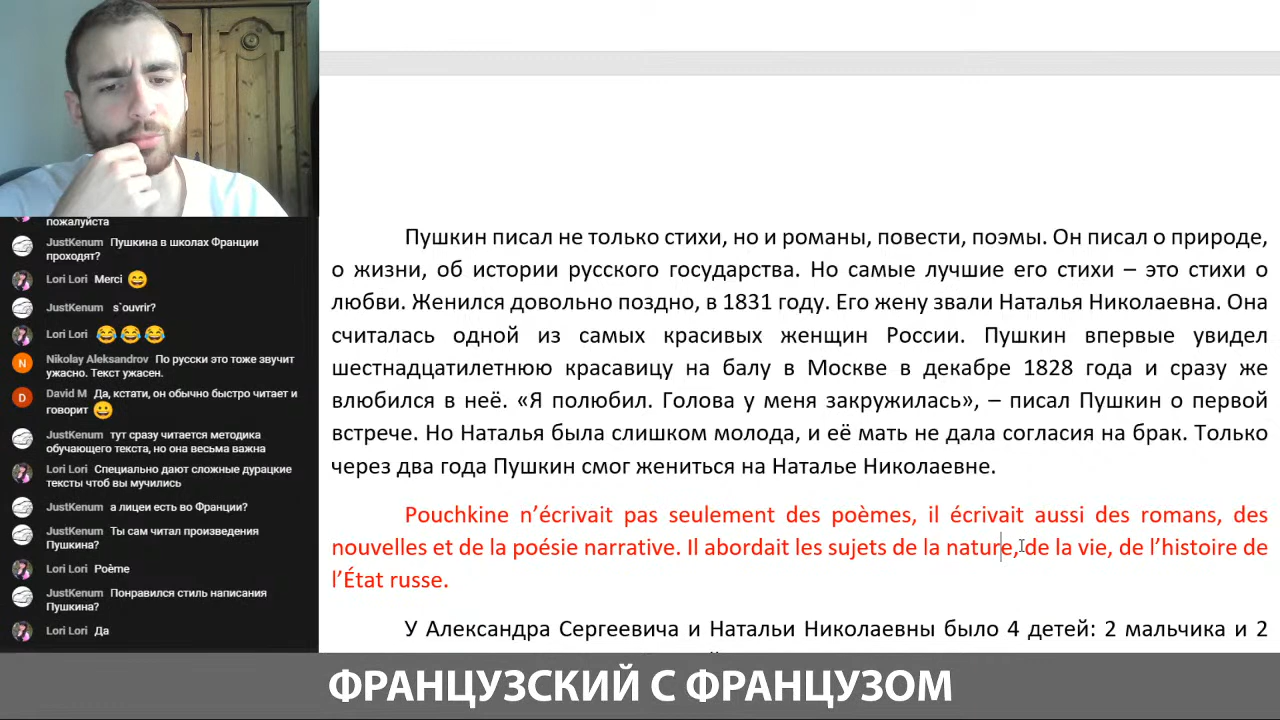 пожалуйста
JustKenum Пушкина в школах Франции
проходят?
Lori Lori Merci 😄
JustKenum s`ouvrir?
Lori Lori 😂😂😂
N
Nikolay Aleksandrov По русски это тоже звучит
ужасно. Текст ужасен.
D
David M Да, кстати, он обычно быстро читает и
говорит 😀
JustKenum тут сразу читается методика
обучающего текста, но она весьма важна
Lori Lori Специально дают сложные дурацкие
тексты чтоб вы мучились
JustKenum а лицеи есть во Франции?
JustKenum Ты сам читал произведения
Пушкина?
Lori Lori Poème
JustKenum Понравился стиль написания
Пушкина?
Lori Lori Да
Пушкин писал не только стихи, но и романы, повести, поэмы. Он писал о природе,
о жизни, об истории русского государства. Но самые лучшие его стихи – это стихи о
любви. Женился довольно поздно, в 1831 году. Его жену звали Наталья Николаевна. Она
считалась одной из самых красивых женщин России. Пушкин впервые увидел
шестнадцатилетнюю красавицу на балу в Москве в декабре 1828 года и сразу же
влюбился в неё. «Я полюбил. Голова у меня закружилась», – писал Пушкин о первой
встрече. Но Наталья была слишком молода, и её мать не дала согласия на брак. Только
через два года Пушкин смог жениться на Наталье Николаевне.
Pouchkine n’écrivait pas seulement des poèmes, il écrivait aussi des romans, des
nouvelles et de la poésie narrative. Il abordait les sujets de la nature, de la vie, de l’histoire de
l’État russe.
У Александра Сергеевича и Натальи Николаевны было 4 детей: 2 мальчика и 2
ФРАНЦУЗСКИЙ С ФРАНЦУЗОМ